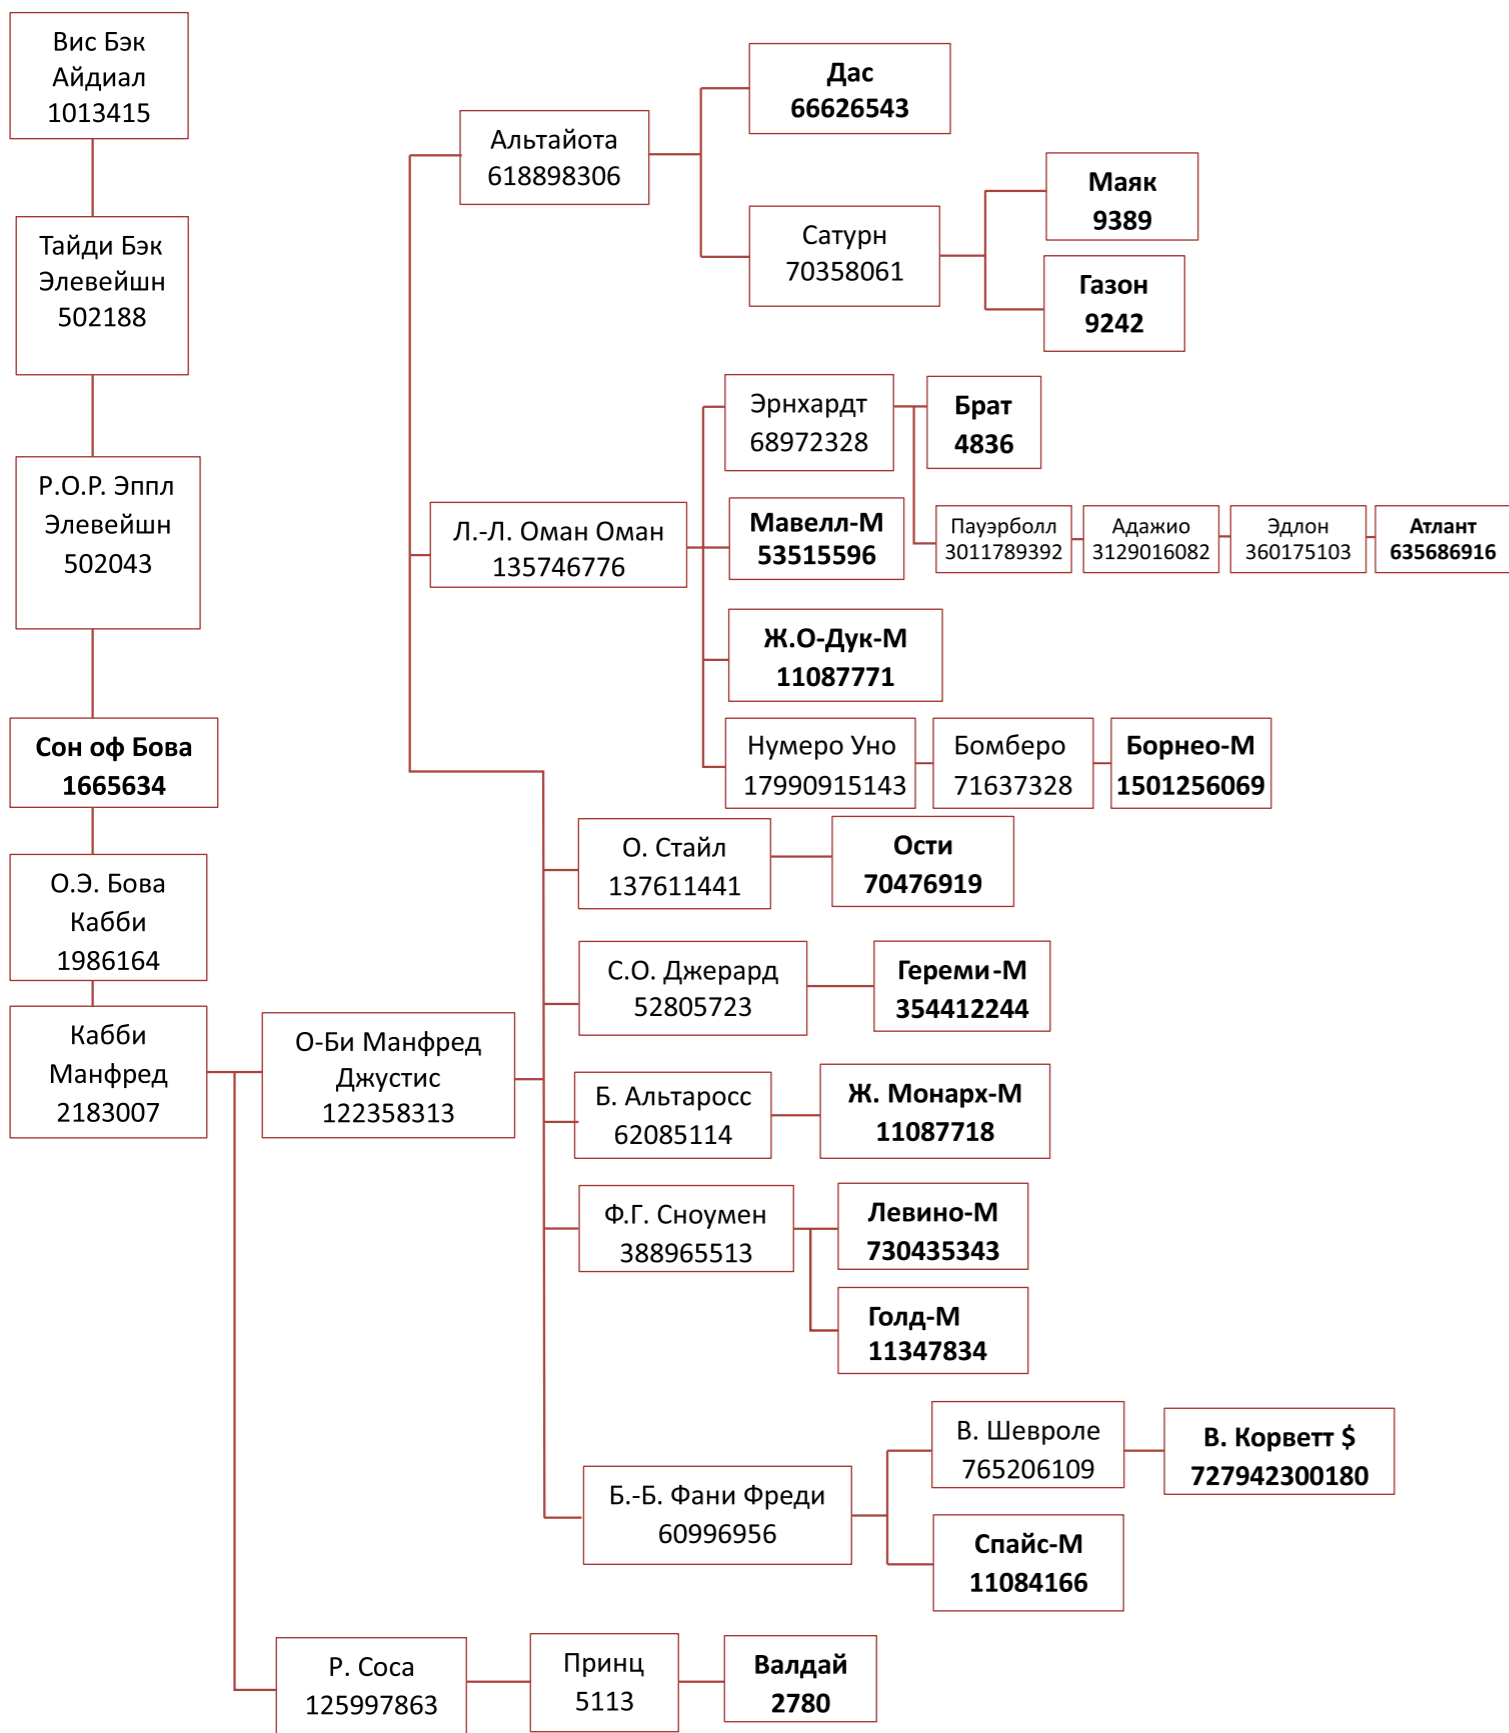 Вис Бэк
Айдиал
1013415
Тайди Бэк
Элевейшн
502188
Р.О.Р. Эппл
Элевейшн
502043
Сон оф Бова
1665634
О.Э. Бова
Кабби
1986164
Кабби
Манфред
2183007
О-Би Манфред
Джустис
122358313
Альтайота
618898306
Дас
66626543
Сатурн
70358061
Маяк
9389
Газон
9242
Л.-Л. Оман Оман
135746776
Эрнхардт
68972328
Брат
4836
Пауэрболл
3011789392
Адажио
3129016082
Эдлон
360175103
Атлант
635686916
Мавелл-М
53515596
Ж.О-Дук-М
11087771
Нумеро Уно
17990915143
Бомберо
71637328
Борнео-М
1501256069
О. Стайл
137611441
Ости
70476919
С.О. Джерард
52805723
Гереми-М
354412244
Б. Альтаросс
62085114
Ж. Монарх-М
11087718
Ф.Г. Сноумен
388965513
Левино-М
730435343
Голд-М
11347834
Б.-Б. Фани Фреди
60996956
В. Шевроле
765206109
В. Корветт $
727942300180
Спайс-М
11084166
Р. Соса
125997863
Принц
5113
Валдай
2780